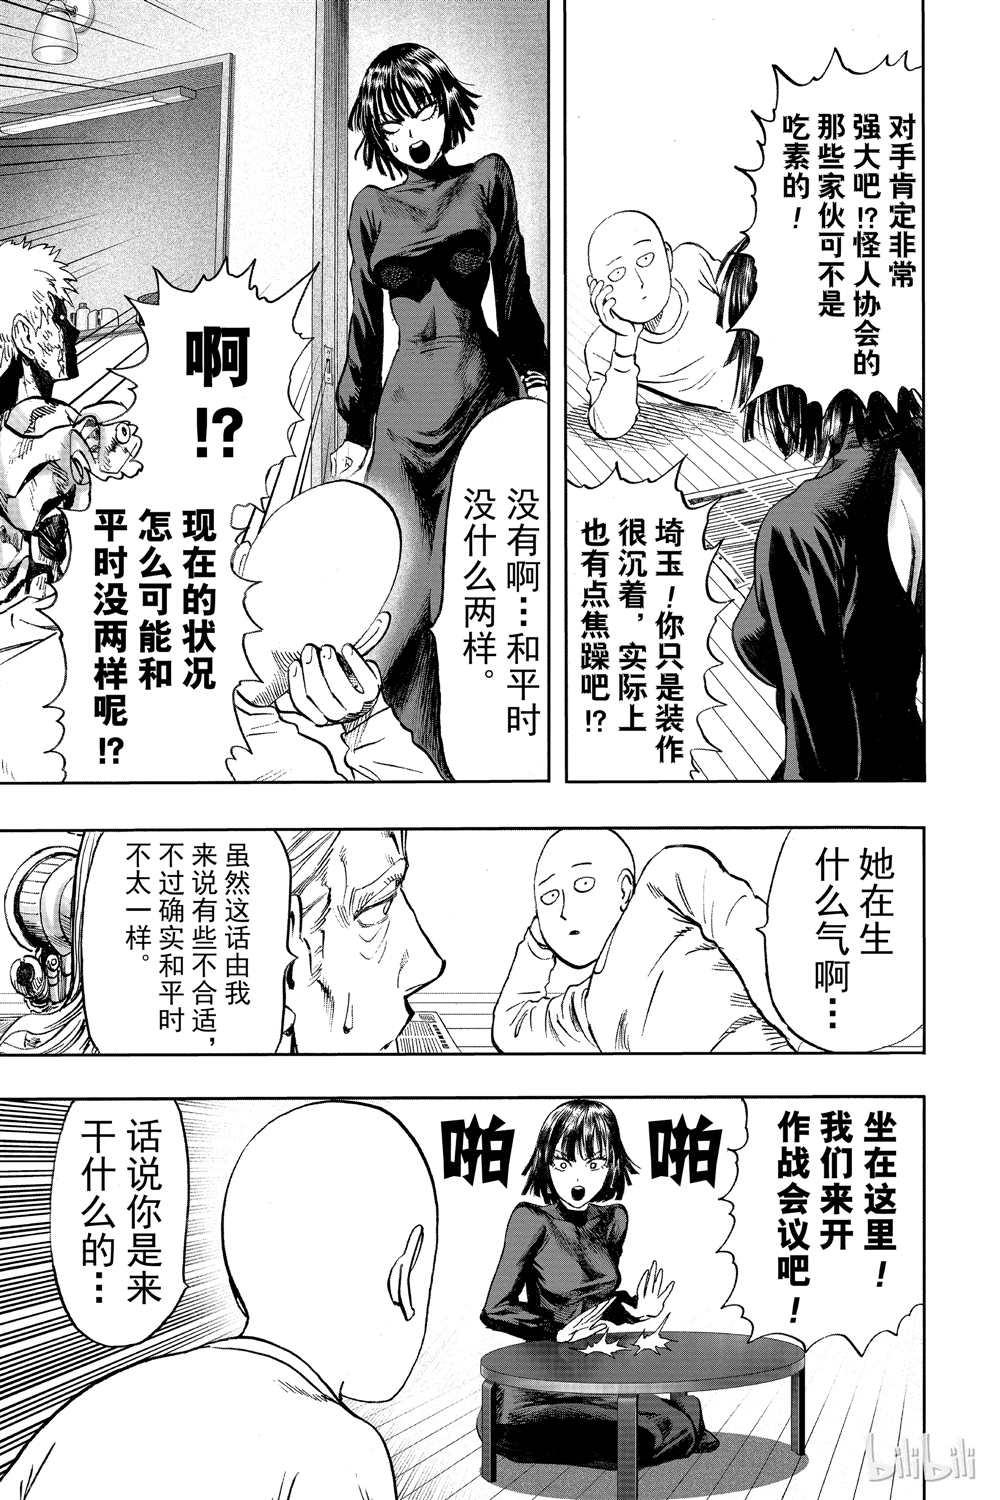 对手肯定非常
强大吧!?怪人协会的
那些家伙可不是
吃素的！
埼玉！你只是装作
很沉着，实际上
也有点焦躁吧!?
没有啊…和平时
没什么两样。
啊!?
现在的状况
怎么可能和
平时没两样呢!?
她在生
什么气啊…
虽然这话由我
来说有些不合适，
不过确实和平时
不太一样。
坐在这里！
我们来开
作战会议吧！
啪
啪
话说你是来
干什么的…
bilibili